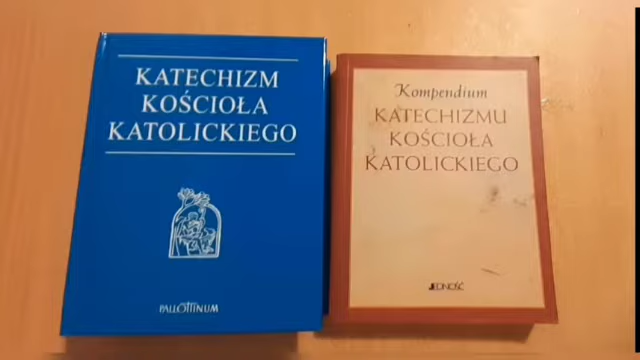 KATECHIZM
KOŚCIOŁA
KATOLICKIEGO
PALLOTTINUM
Kompendium
KATECHIZMU
KOŚCIOŁA
KATOLICKIEGO
JEDNOŚĆ